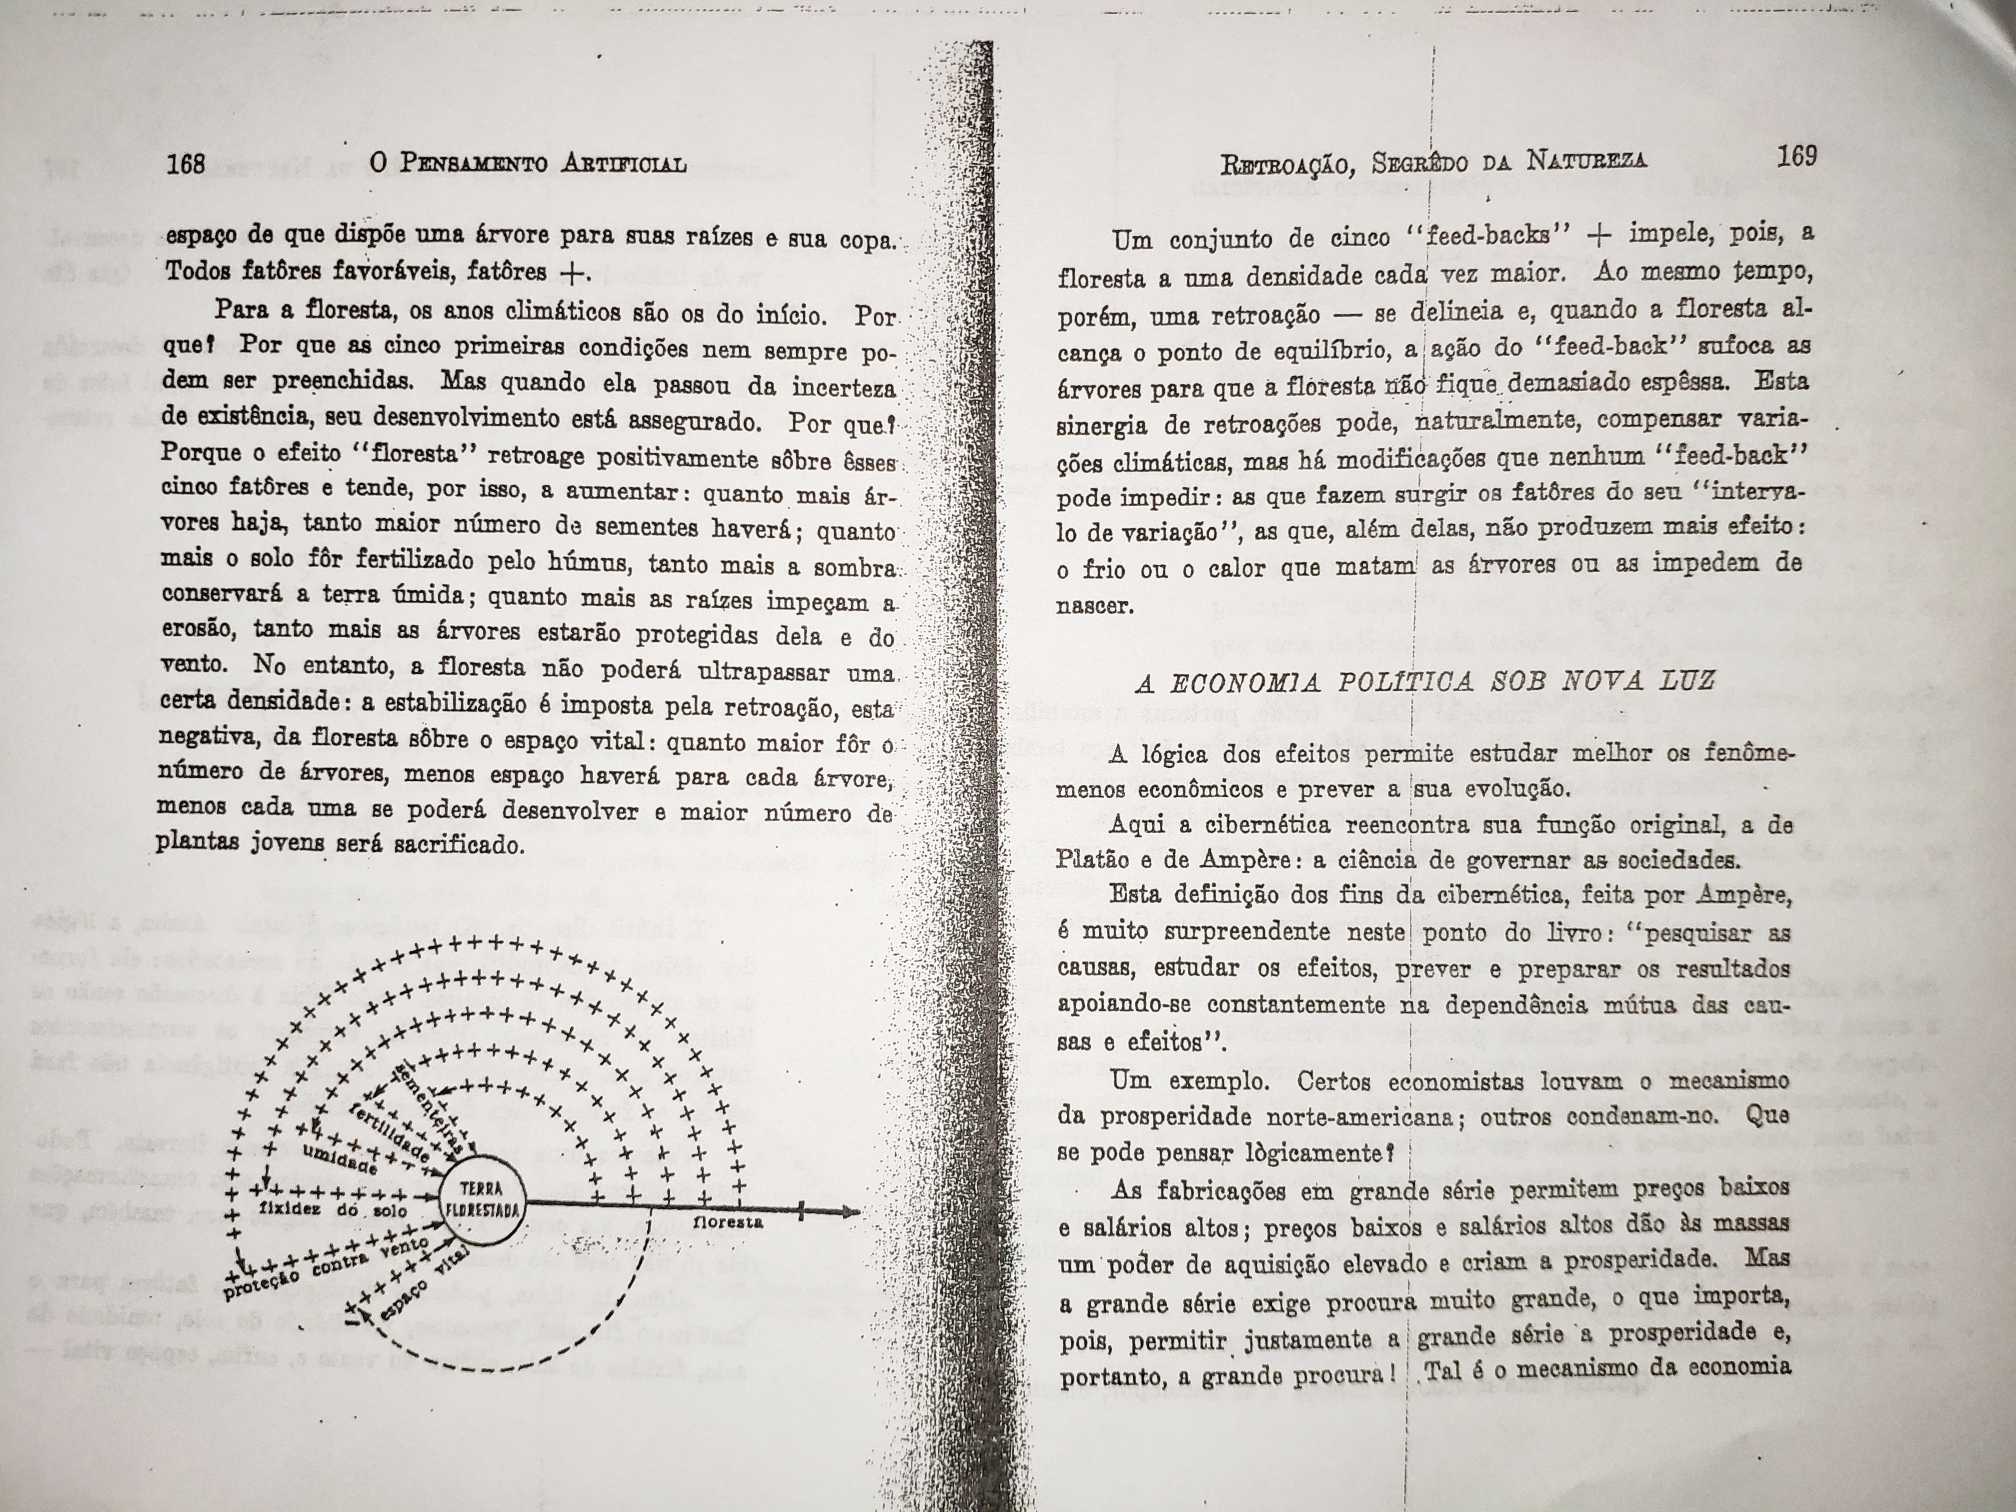 168 O PENSAMENTO ARTIFICIAL
espaço de que dispõe uma árvore para suas raízes e sua copa.
Todos fatôres favoráveis, fatôres +.
Para a floresta, os anos climáticos são os do início. Por
que? Por que as cinco primeiras condições nem sempre po-
dem ser preenchidas. Mas quando ela passou da incerteza
de existência, seu desenvolvimento está assegurado. Por que?
Porque o efeito "floresta" retroage positivamente sôbre êsses
cinco fatôres e tende, por isso, a aumentar: quanto mais ár-
vores haja, tanto maior número de sementes haverá; quanto
mais o solo fôr fertilizado pelo húmus, tanto mais a sombra
conservará a terra úmida; quanto mais as raízes impeçam a
erosão, tanto mais as árvores estarão protegidas dela e do
vento. No entanto, a floresta não poderá ultrapassar uma
certa densidade: a estabilização é imposta pela retroação, esta
negativa, da floresta sôbre o espaço vital: quanto maior fôr o
número de árvores, menos espaço haverá para cada árvore,
menos cada uma se poderá desenvolver e maior número de
plantas jovens será sacrificado.
sementeiras
fertilidade
umidade
fixidez do solo
proteção contra vento
espaço vital
TERRA
FLORESTADA
floresta
RETROAÇÃO, SEGRÊDO DA NATUREZA 169
Um conjunto de cinco "feed-backs" + impele, pois, a
floresta a uma densidade cada vez maior. Ao mesmo tempo,
porém, uma retroação — se delineia e, quando a floresta al-
cança o ponto de equilíbrio, a ação do "feed-back" sufoca as
árvores para que a floresta não fique demasiado espêssa. Esta
sinergia de retroações pode, naturalmente, compensar varia-
ções climáticas, mas há modificações que nenhum "feed-back"
pode impedir: as que fazem surgir os fatôres do seu "interva-
lo de variação", as que, além delas, não produzem mais efeito:
o frio ou o calor que matam as árvores ou as impedem de
nascer.
A ECONOMIA POLÍTICA SOB NOVA LUZ
A lógica dos efeitos permite estudar melhor os fenôme-
menos econômicos e prever a sua evolução.
Aqui a cibernética reencontra sua função original, a de
Platão e de Ampère: a ciência de governar as sociedades.
Esta definição dos fins da cibernética, feita por Ampère,
é muito surpreendente neste ponto do livro: "pesquisar as
causas, estudar os efeitos, prever e preparar os resultados
apoiando-se constantemente na dependência mútua das cau-
sas e efeitos".
Um exemplo. Certos economistas louvam o mecanismo
da prosperidade norte-americana; outros condenam-no. Que
se pode pensar lògicamente?
As fabricações em grande série permitem preços baixos
e salários altos; preços baixos e salários altos dão às massas
um poder de aquisição elevado e criam a prosperidade. Mas
a grande série exige procura muito grande, o que importa,
pois, permitir justamente a grande série a prosperidade e,
portanto, a grande procura! Tal é o mecanismo da economia